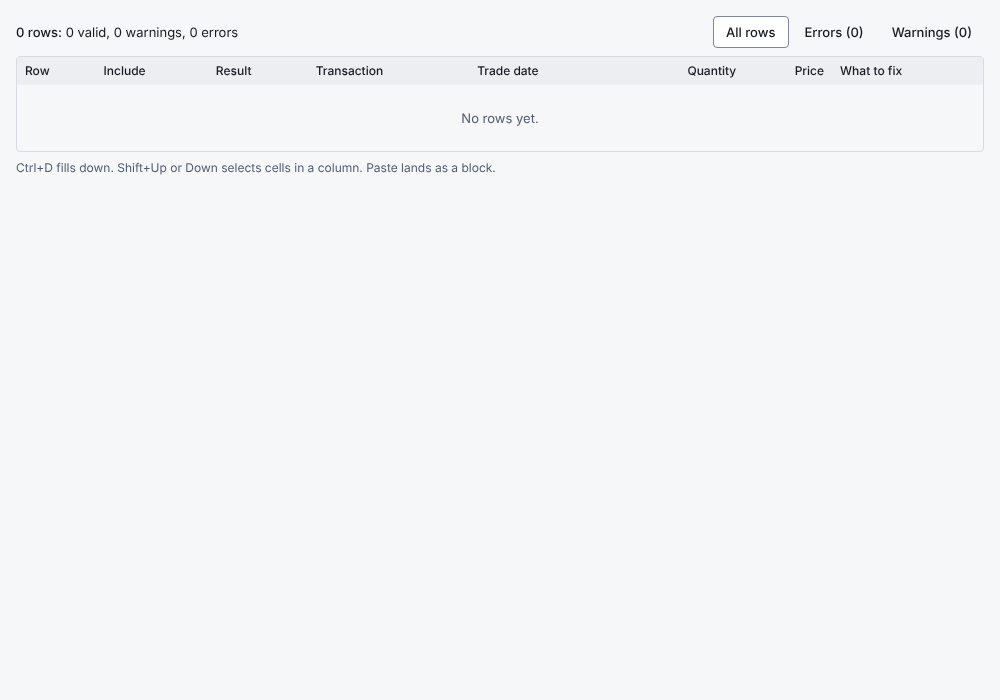 0 rows: 0 valid, 0 warnings, 0 errors
All rows Errors (0) Warnings (0)
Row Include Result Transaction Trade date Quantity Price What to fix
No rows yet.
Ctrl+D fills down. Shift+Up or Down selects cells in a column. Paste lands as a block.